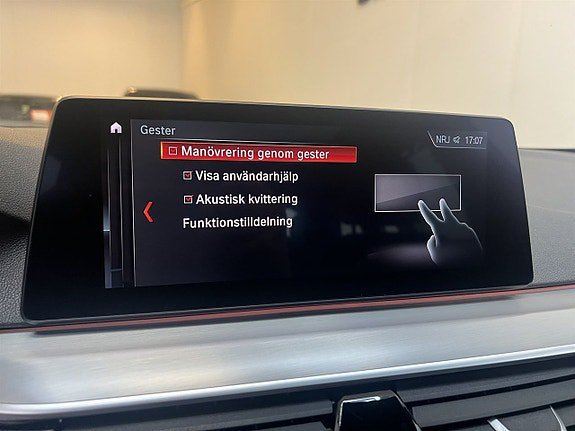 Gester
NRJ 17:07
Manövrering genom gester
Visa användarhjälp
Akustisk kvittering
Funktionstilldelning